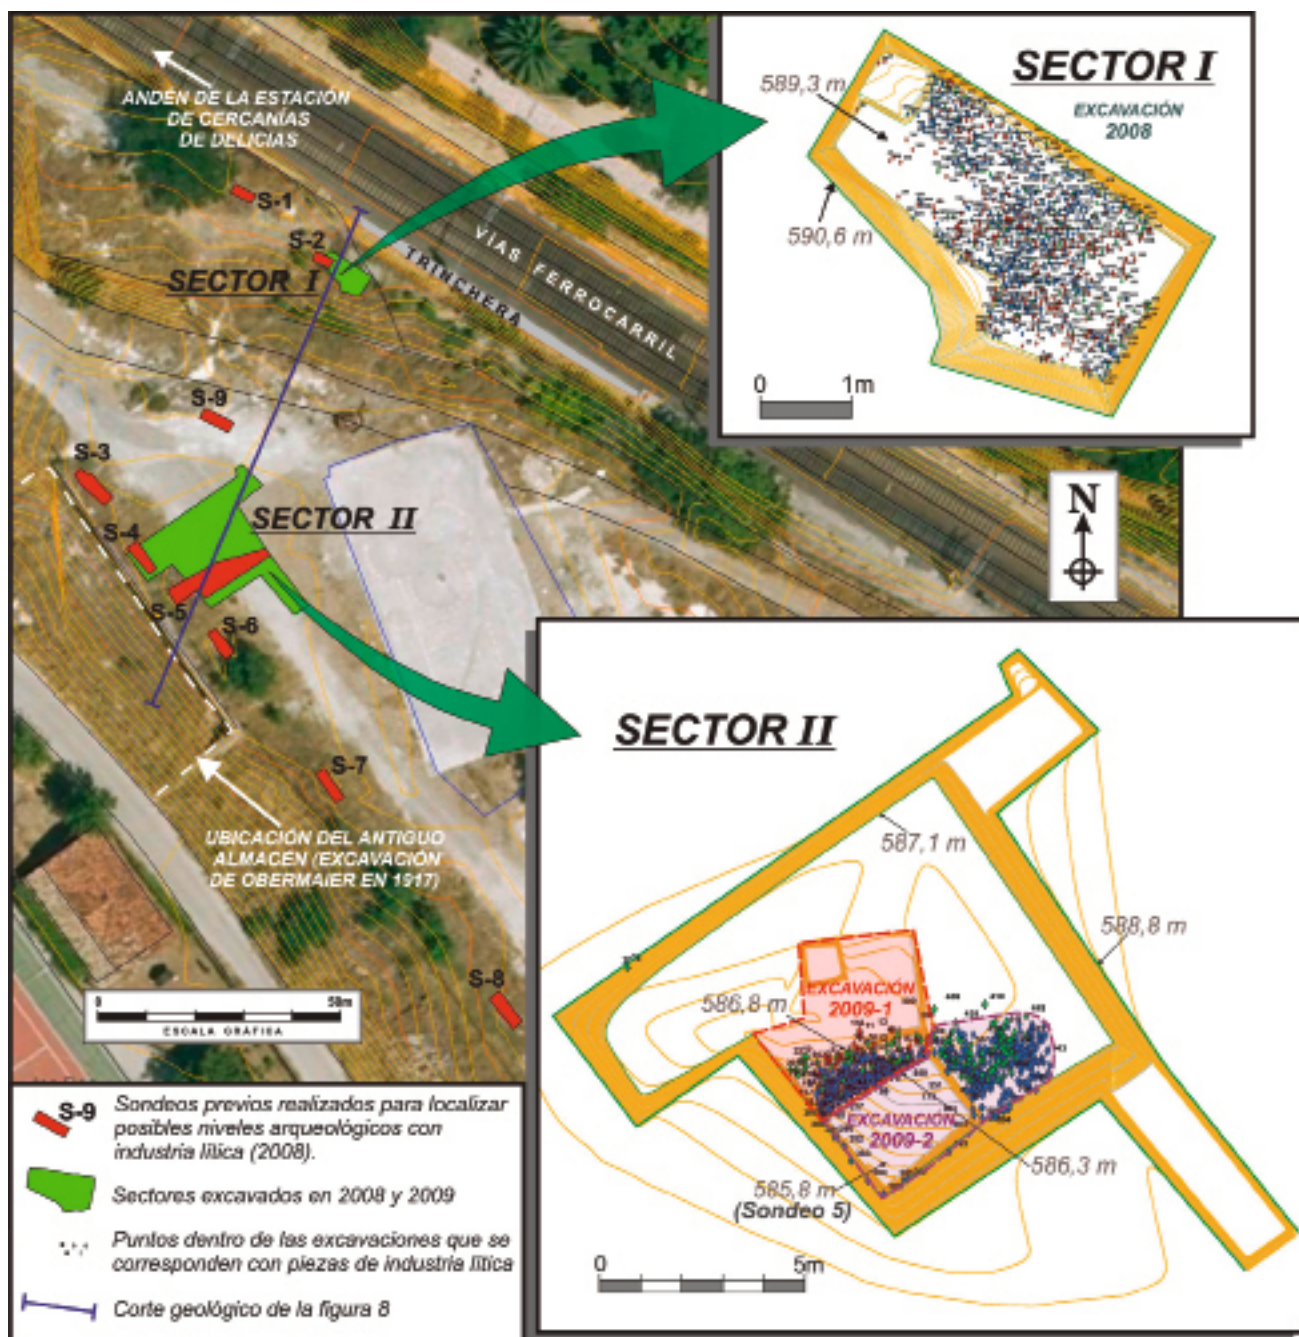 ANDÉN DE LA ESTACIÓN
DE CERCANÍAS
DE DELICIAS
S-1
S-2
SECTOR I
TRINCHERA
VÍAS FERROCARRIL
S-9
S-3
SECTOR II
S-4
S-5
S-6
S-7
UBICACIÓN DEL ANTIGUO
ALMACÉN (EXCAVACIÓN
DE OBERMAIER EN 1917)
S-8
0 50m
ESCALA GRÁFICA
SECTOR I
EXCAVACIÓN
2008
589,3 m
590,6 m
0 1m
N
SECTOR II
587,1 m
588,8 m
586,8 m
EXCAVACIÓN
2009-1
EXCAVACIÓN
2009-2
586,3 m
585,8 m
(Sondeo 5)
0 5m
S-9 Sondeos previos realizados para localizar
posibles niveles arqueológicos con
industria lítica (2008).
Sectores excavados en 2008 y 2009
Puntos dentro de las excavaciones que se
corresponden con piezas de industria lítica
Corte geológico de la figura 8